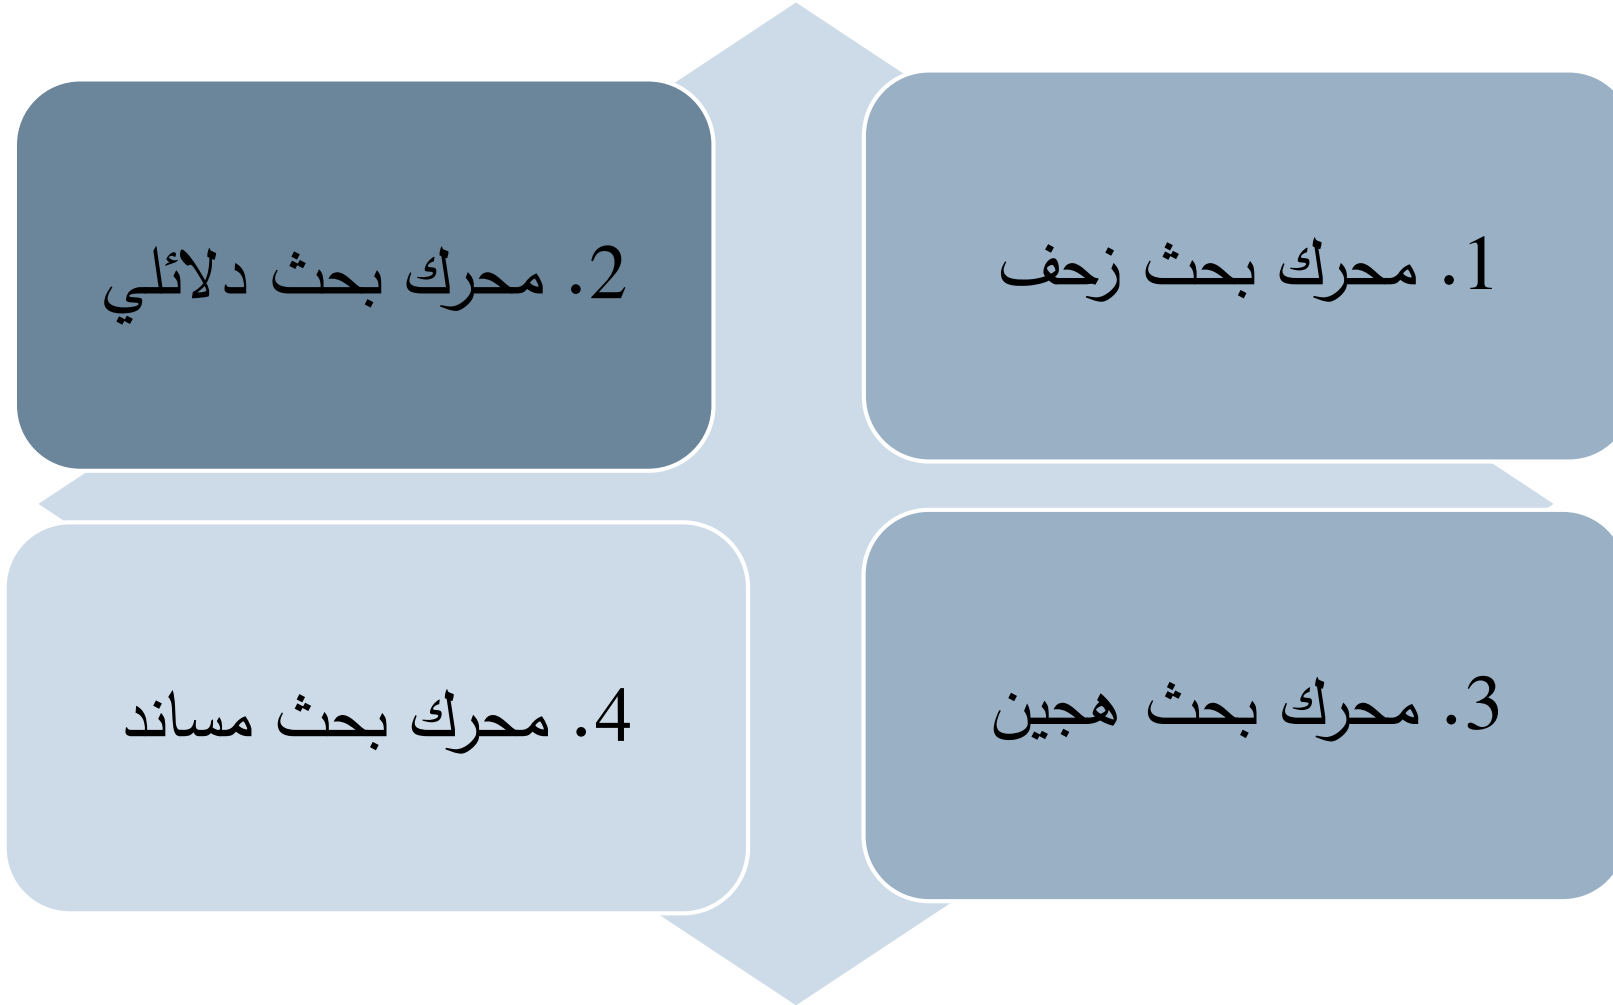 1. محرك بحث زحف
2. محرك بحث دلائلي
3. محرك بحث هجين
4. محرك بحث مساند